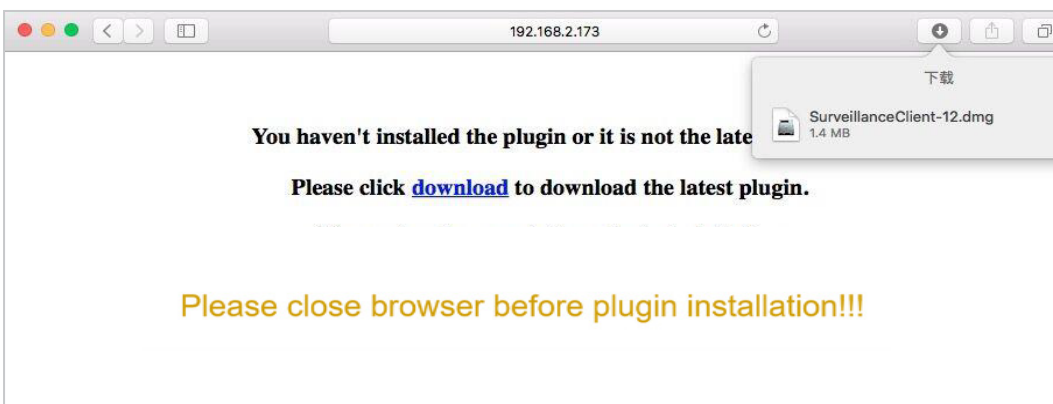 192.168.2.173
下载
SurveillanceClient-12.dmg
1.4 MB
You haven't installed the plugin or it is not the late
Please click download to download the latest plugin.
Please close browser before plugin installation!!!